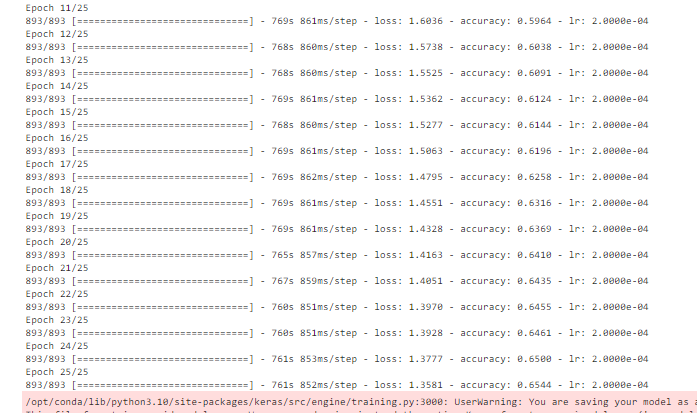 Epoch 11/25
893/893 [==============================] - 769s 861ms/step - loss: 1.6036 - accuracy: 0.5964 - lr: 2.0000e-04
Epoch 12/25
893/893 [==============================] - 768s 860ms/step - loss: 1.5738 - accuracy: 0.6038 - lr: 2.0000e-04
Epoch 13/25
893/893 [==============================] - 768s 860ms/step - loss: 1.5525 - accuracy: 0.6091 - lr: 2.0000e-04
Epoch 14/25
893/893 [==============================] - 769s 861ms/step - loss: 1.5362 - accuracy: 0.6124 - lr: 2.0000e-04
Epoch 15/25
893/893 [==============================] - 768s 860ms/step - loss: 1.5277 - accuracy: 0.6144 - lr: 2.0000e-04
Epoch 16/25
893/893 [==============================] - 769s 861ms/step - loss: 1.5063 - accuracy: 0.6196 - lr: 2.0000e-04
Epoch 17/25
893/893 [==============================] - 769s 862ms/step - loss: 1.4795 - accuracy: 0.6258 - lr: 2.0000e-04
Epoch 18/25
893/893 [==============================] - 769s 861ms/step - loss: 1.4551 - accuracy: 0.6316 - lr: 2.0000e-04
Epoch 19/25
893/893 [==============================] - 769s 861ms/step - loss: 1.4328 - accuracy: 0.6369 - lr: 2.0000e-04
Epoch 20/25
893/893 [==============================] - 765s 857ms/step - loss: 1.4163 - accuracy: 0.6410 - lr: 2.0000e-04
Epoch 21/25
893/893 [==============================] - 767s 859ms/step - loss: 1.4051 - accuracy: 0.6435 - lr: 2.0000e-04
Epoch 22/25
893/893 [==============================] - 760s 851ms/step - loss: 1.3970 - accuracy: 0.6455 - lr: 2.0000e-04
Epoch 23/25
893/893 [==============================] - 760s 851ms/step - loss: 1.3928 - accuracy: 0.6461 - lr: 2.0000e-04
Epoch 24/25
893/893 [==============================] - 761s 853ms/step - loss: 1.3777 - accuracy: 0.6500 - lr: 2.0000e-04
Epoch 25/25
893/893 [==============================] - 761s 852ms/step - loss: 1.3581 - accuracy: 0.6544 - lr: 2.0000e-04
/opt/conda/lib/python3.10/site-packages/keras/src/engine/training.py:3000: UserWarning: You are saving your model as a